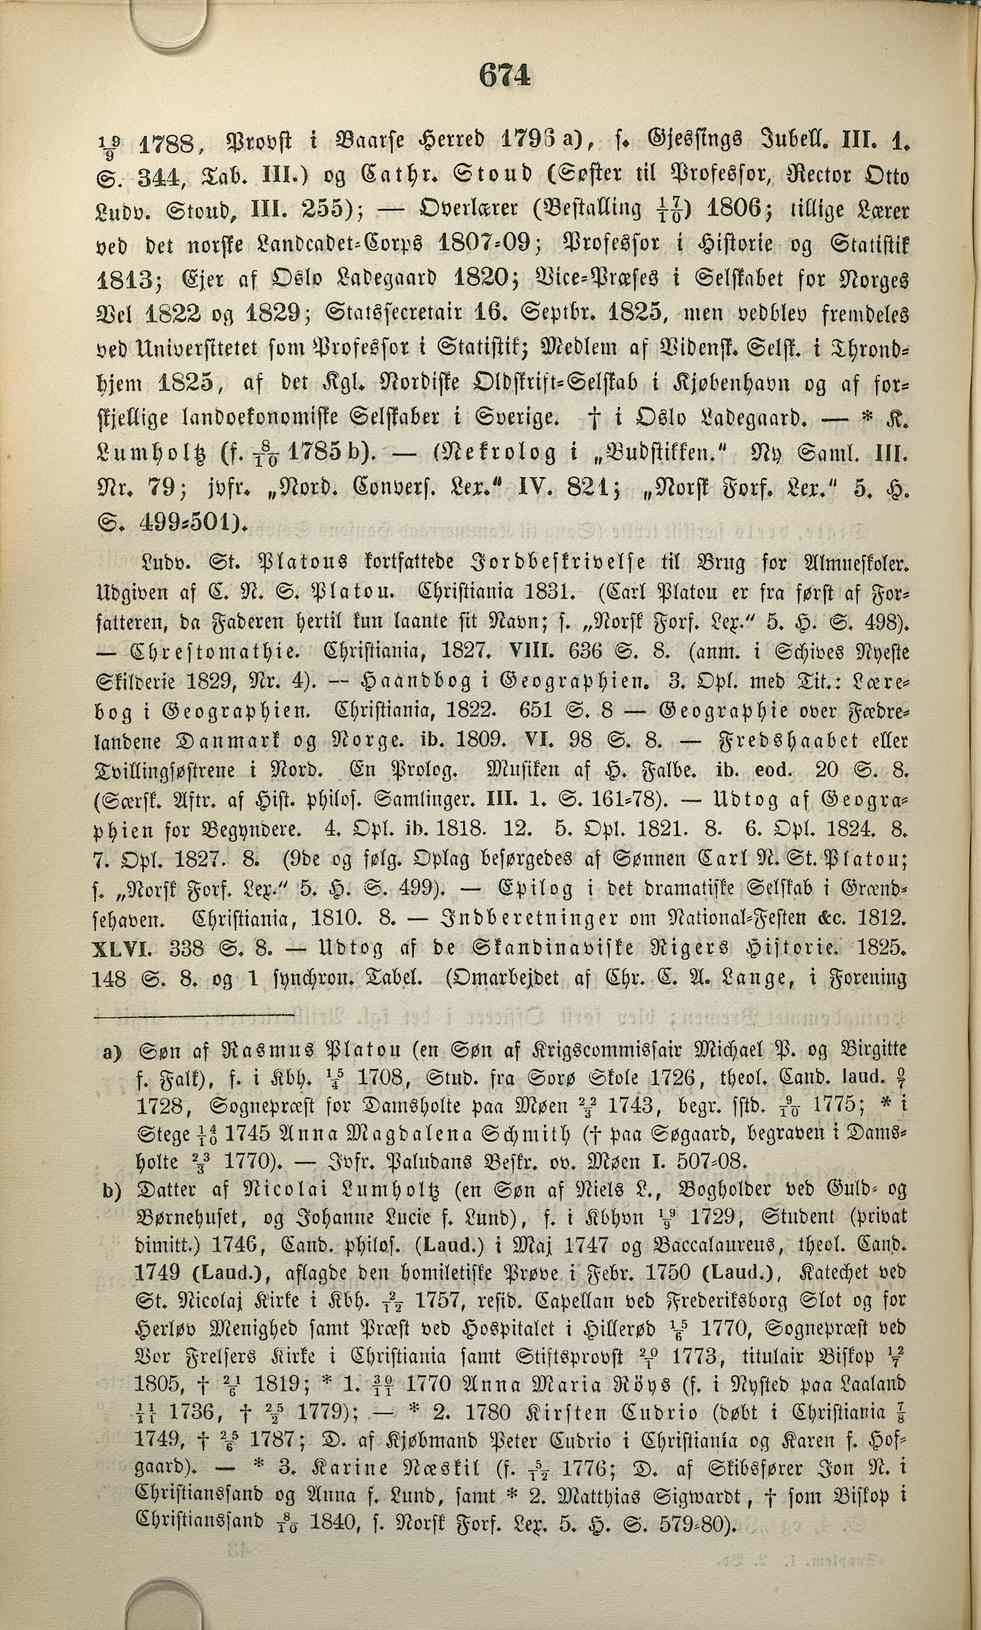 674
19/9 1788, Provst i Baarse Herred 1796 a), s. Gjessings Jubell. III. 1.
S. 344, Tab. III.) og Cathr. Stoud (Søster til Professor, Rector Otto
Ludv. Stoud, III. 255); — Overlærer (Bestalling 17/10) 1806; tillige Lærer
ved det norske Landcadet-Corps 1807-09; Professor i Historie og Statistik
1813; Ejer af Oslo Ladegaard 1820; Vice-Præses i Selskabet for Norges
Vel 1822 og 1829; Statssecretair 16. Septbr. 1825, men vedblev fremdeles
ved Universitetet som Professor i Statistik; Medlem af Vidensk. Selsk. i Thrond-
hjem 1825, af det Kgl. Nordiske Oldskrift-Selskab i Kjøbenhavn og af for-
skjellige landoekonomiske Selskaber i Sverige. † i Oslo Ladegaard. — * K.
Lumholtz (f. 8/10 1785 b). — (Nekrolog i „Budstikken.“ Ny Saml. III.
Nr. 79; jvfr. „Nord. Convers. Lex.“ IV. 821; „Norsk Forf. Lex.“ 5. H.
S. 499-501).
Ludv. St. Platous kortfattede Jordbeskrivelse til Brug for Almueskoler.
Udgiven af C. N. S. Platou. Christiania 1831. (Carl Platou er fra først af For-
fatteren, da Faderen hertil kun laante sit Navn; s. „Norsk Forf. Lex.“ 5. H. S. 498).
— Chrestomathie. Christiania, 1827. VIII. 636 S. 8. (anm. i Schives Nyeste
Skilderie 1829, Nr. 4). — Haandbog i Geographien. 3. Opl. med Tit.: Lære-
bog i Geographien. Christiania, 1822. 651 S. 8 — Geographie over Fædre-
landene Danmark og Norge. ib. 1809. VI. 98 S. 8. — Fredshaabet eller
Tvillingsøstrene i Nord. En Prolog. Musiken af H. Falbe. ib. eod. 20 S. 8.
(Særsk. Aftr. af Hist. philos. Samlinger. III. 1. S. 161-78). — Udtog af Geogra-
phien for Begyndere. 4. Opl. ib. 1818. 12. 5. Opl. 1821. 8. 6. Opl. 1824. 8.
7. Opl. 1827. 8. (9de og følg. Oplag besørgedes af Sønnen Carl N. St. Platou;
s. „Norsk Forf. Lex.“ 5. H. S. 499). — Epilog i det dramatiske Selskab i Grænd-
sehaven. Christiania, 1810. 8. — Indberetninger om National-Festen &c. 1812.
XLVI. 338 S. 8. — Udtog af de Skandinaviske Rigers Historie. 1825.
148 S. 8. og 1 synchron. Tabel. (Omarbejdet af Chr. C. A. Lange, i Forening
a) Søn af Rasmus Platou (en Søn af Krigscommissair Michael P. og Birgitte
f. Falk), f. i Kbh. 15/4 1708, Stud. fra Sorø Skole 1726, theol. Cand. laud. 9/7
1728, Sognepræst for Damsholte paa Møen 22/2 1743, begr. sstd. 9/10 1775; * i
Stege 14/10 1745 Anna Magdalena Schmith († paa Søgaard, begraven i Dams-
holte 23/3 1770). — Jvfr. Paludans Beskr. ov. Møen I. 507-08.
b) Datter af Nicolai Lumholtz (en Søn af Niels L., Bogholder ved Guld- og
Børnehuset, og Johanne Lucie f. Lund), f. i Kbhvn 19/9 1729, Student (privat
dimitt.) 1746, Cand. philos. (Laud.) i Maj 1747 og Baccalaureus, theol. Cand.
1749 (Laud.), aflagde den homiletiske Prøve i Febr. 1750 (Laud.), Katechet ved
St. Nicolaj Kirke i Kbh. 2/12 1757, resid. Capellan ved Frederiksborg Slot og for
Herløv Menighed samt Præst ved Hospitalet i Hillerød 15/6 1770, Sognepræst ved
Vor Frelsers Kirke i Christiania samt Stiftsprovst 20/1 1773, titulair Biskop 12/7
1805, † 21/6 1819; * 1. 30/11 1770 Anna Maria Röys (f. i Nysted paa Laaland
11/11 1736, † 25/2 1779); — * 2. 1780 Kirsten Cudrio (døbt i Christiania 7/8
1749, † 25/6 1787; D. af Kjøbmand Peter Cudrio i Christiania og Karen f. Hof-
gaard). — * 3. Karine Næskil (f. 5/12 1776; D. af Skibsfører Jon N. i
Christianssand og Anna f. Lund, samt * 2. Matthias Sigwardt, † som Biskop i
Christianssand 8/10 1840, s. Norsk Forf. Lex. 5. H. S. 579-80).